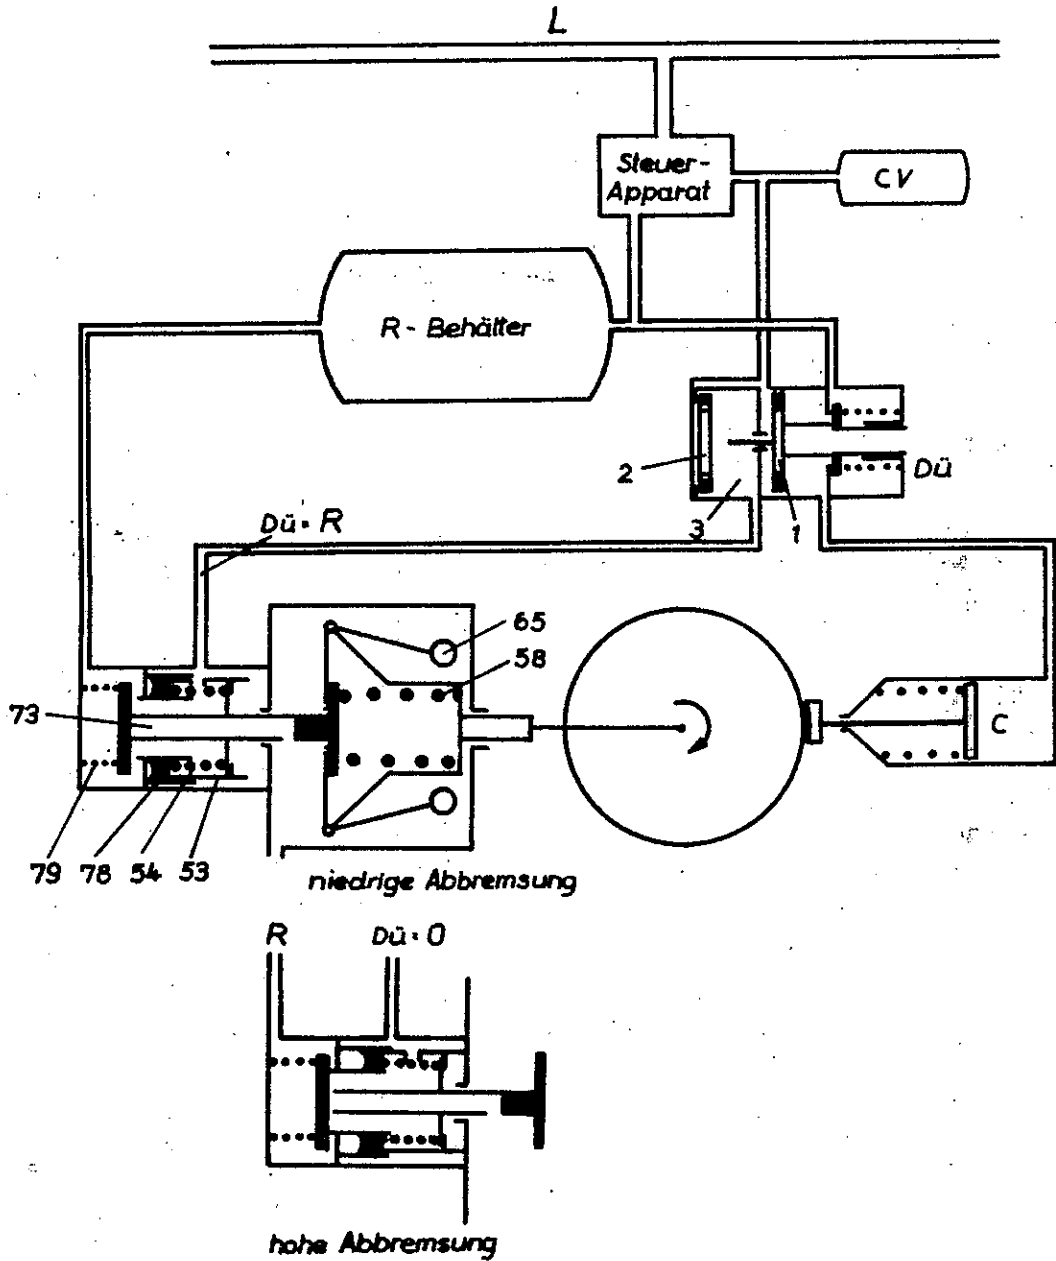 L
Steuer-
Apparat
CV
R-Behälter
2
3
1
Dü
Dü=R
65
58
73
C
79
78
54
53
niedrige Abbremsung
R
Dü=0
hohe Abbremsung